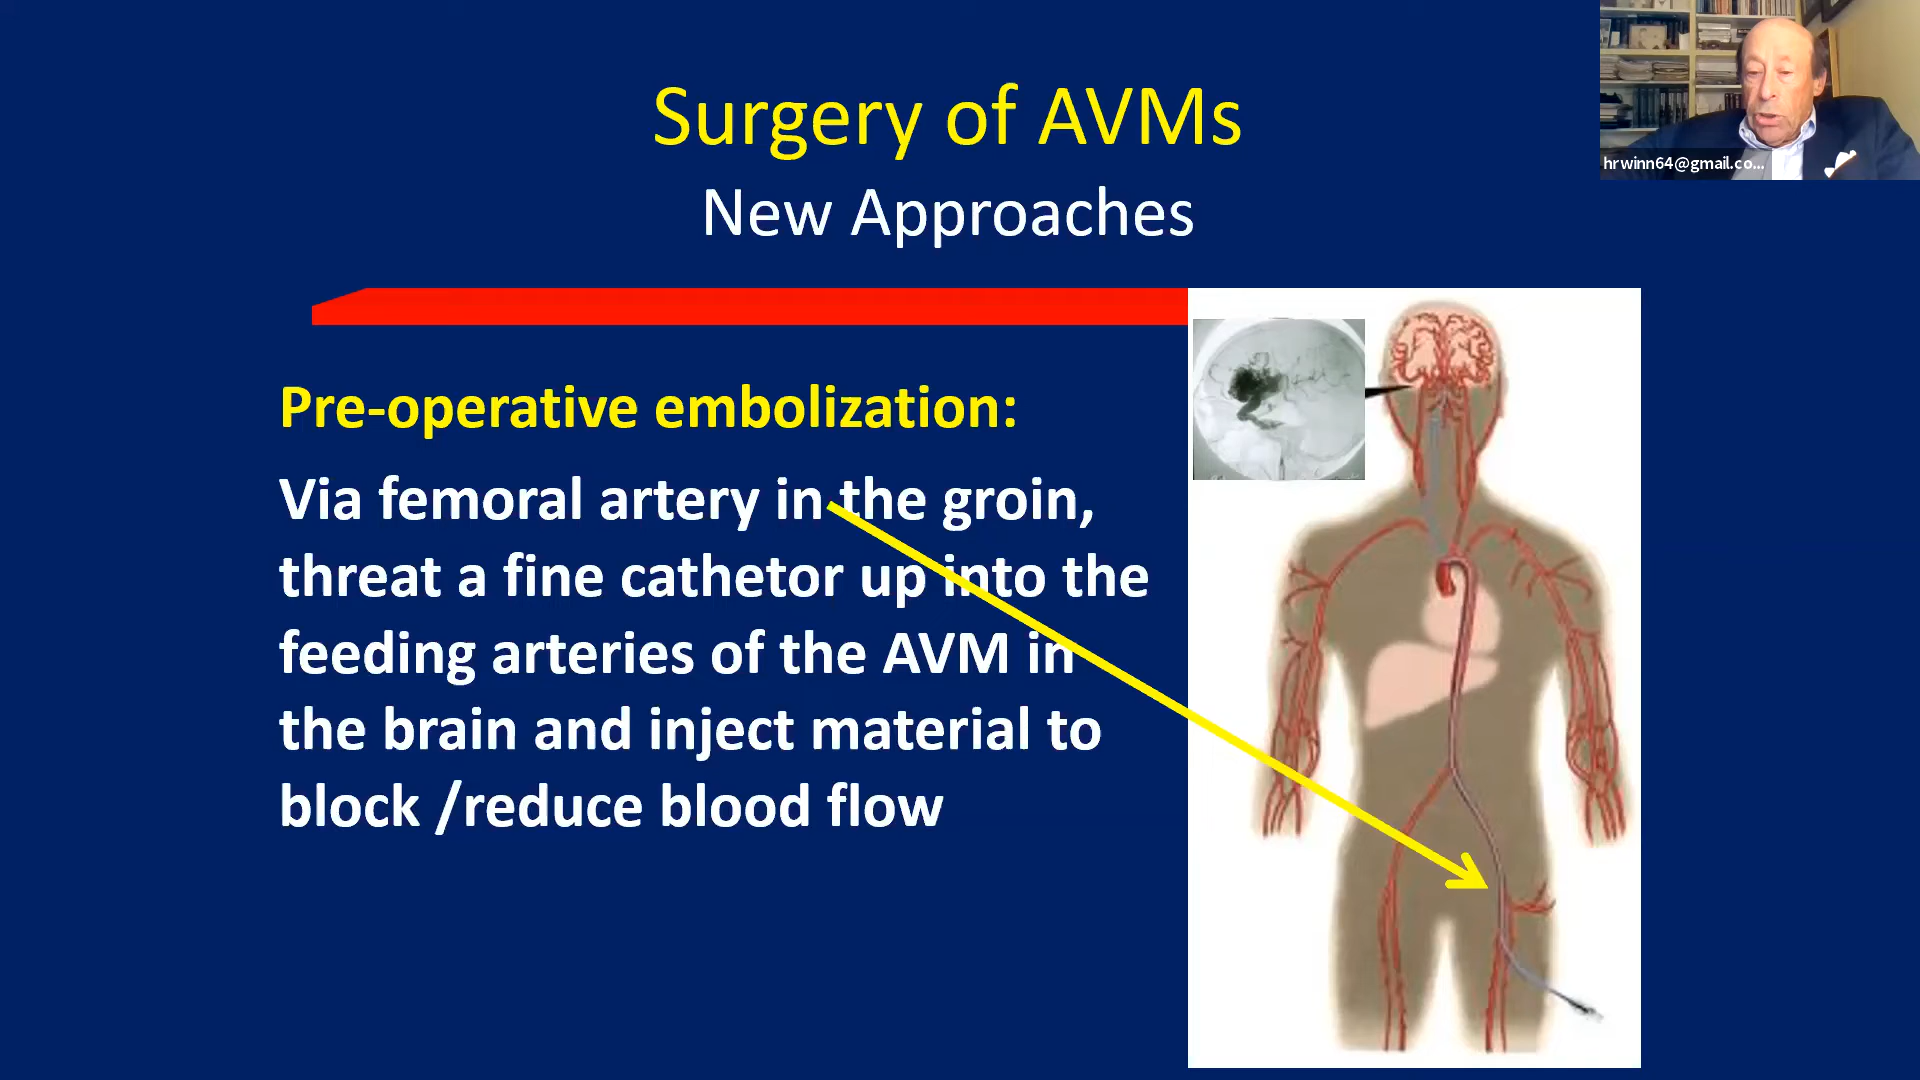 Surgery of AVMs
New Approaches
hrwinn64@gmail.co...
Pre-operative embolization:
Via femoral artery in the groin,
threat a fine cathetor up into the
feeding arteries of the AVM in
the brain and inject material to
block /reduce blood flow